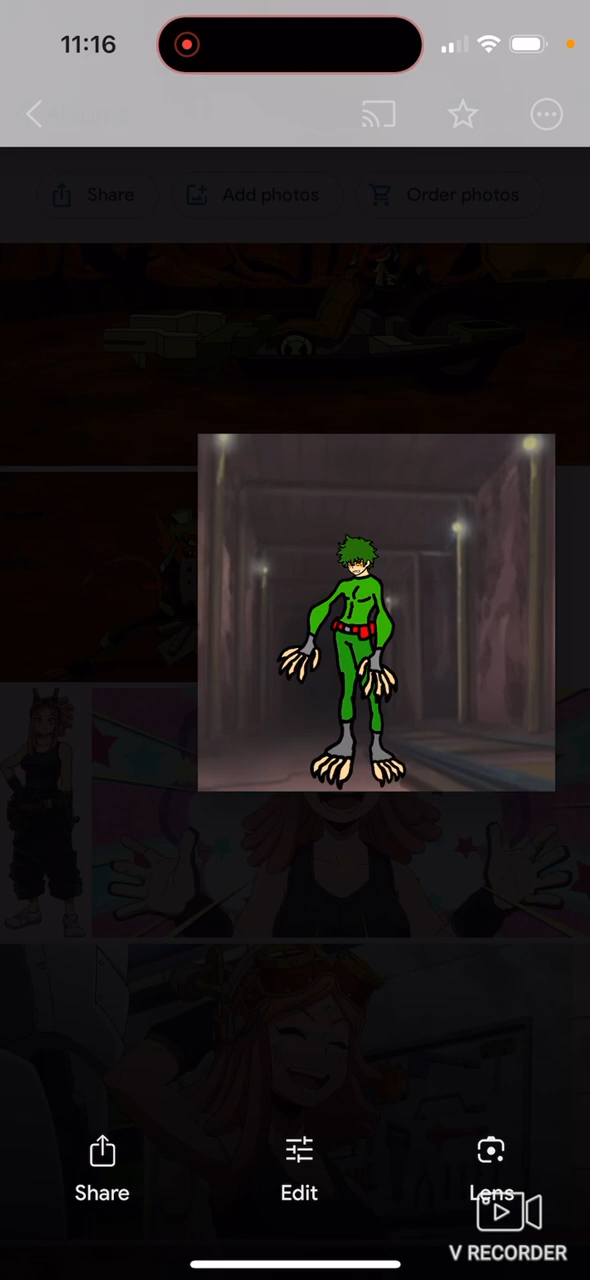 11:16
Share
Add photos
Order photos
Share
Edit
Lens
V RECORDER